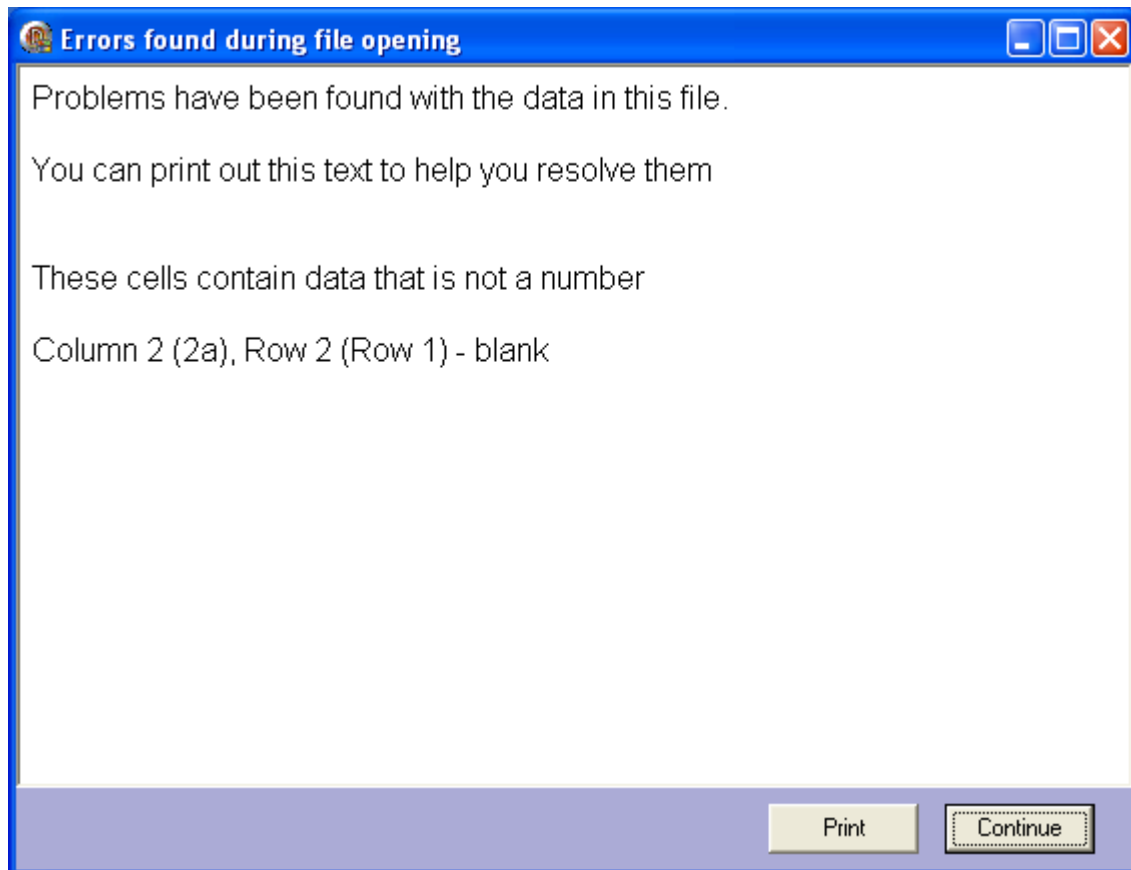 Errors found during file opening
Problems have been found with the data in this file.
You can print out this text to help you resolve them
These cells contain data that is not a number
Column 2 (2a), Row 2 (Row 1) - blank
Print
Continue